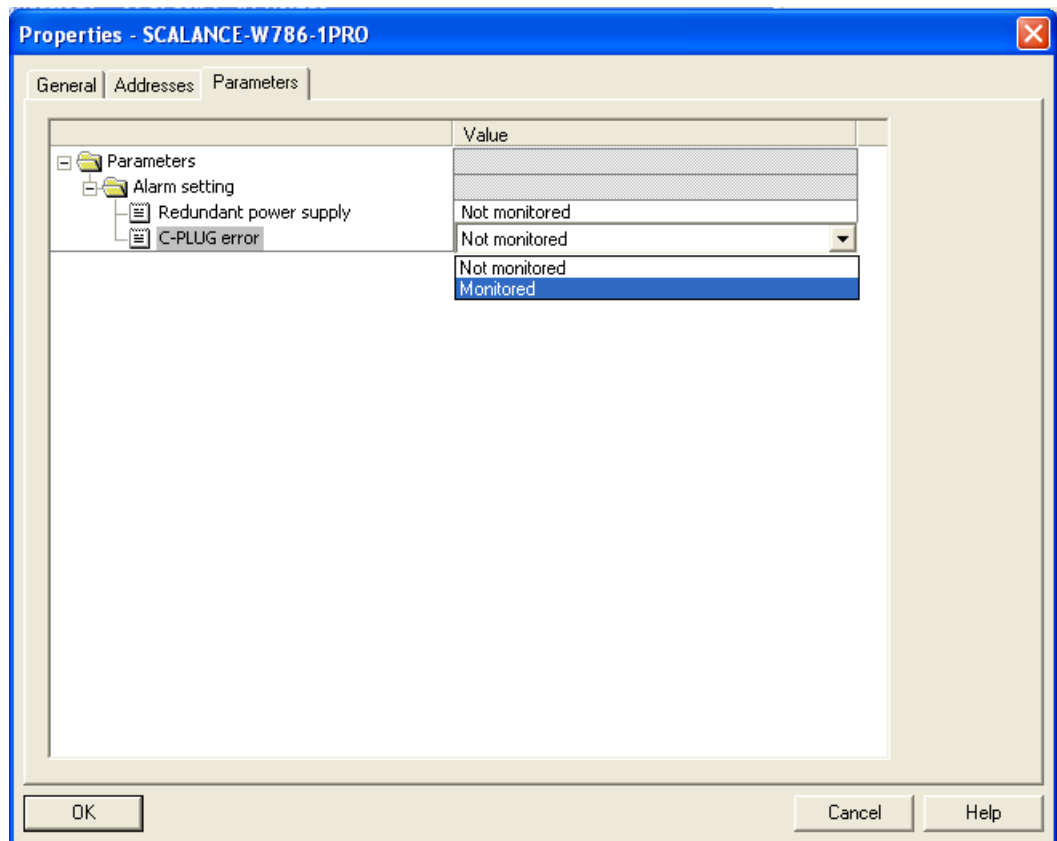 Properties - SCALANCE-W786-1PRO
General Addresses Parameters
Value
Parameters
Alarm setting
Redundant power supply Not monitored
C-PLUG error Not monitored
Not monitored
Monitored
OK Cancel Help